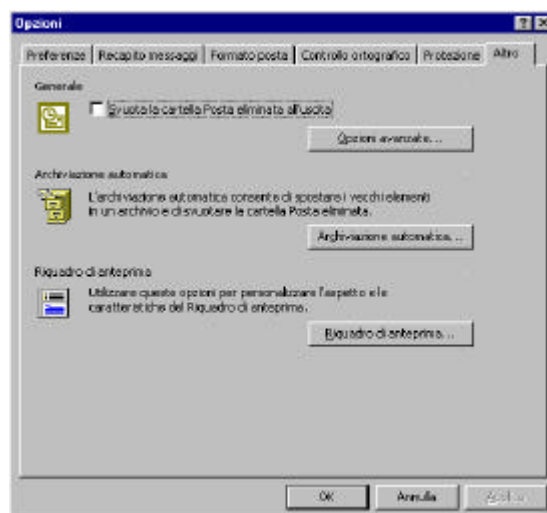 Opzioni
Preferenze Recapito messaggi Formato posta Controllo ortografico Protezione Altro
Generale
Svuota la cartella Posta eliminata all'uscita
Opzioni avanzate...
Archiviazione automatica
L'archiviazione automatica consente di spostare i vecchi elementi
in un archivio e di svuotare la cartella Posta eliminata.
Archiviazione automatica...
Riquadro di anteprima
Utilizzare queste opzioni per personalizzare l'aspetto e le
caratteristiche del Riquadro di anteprima.
Riquadro di anteprima...
OK Annulla Applica